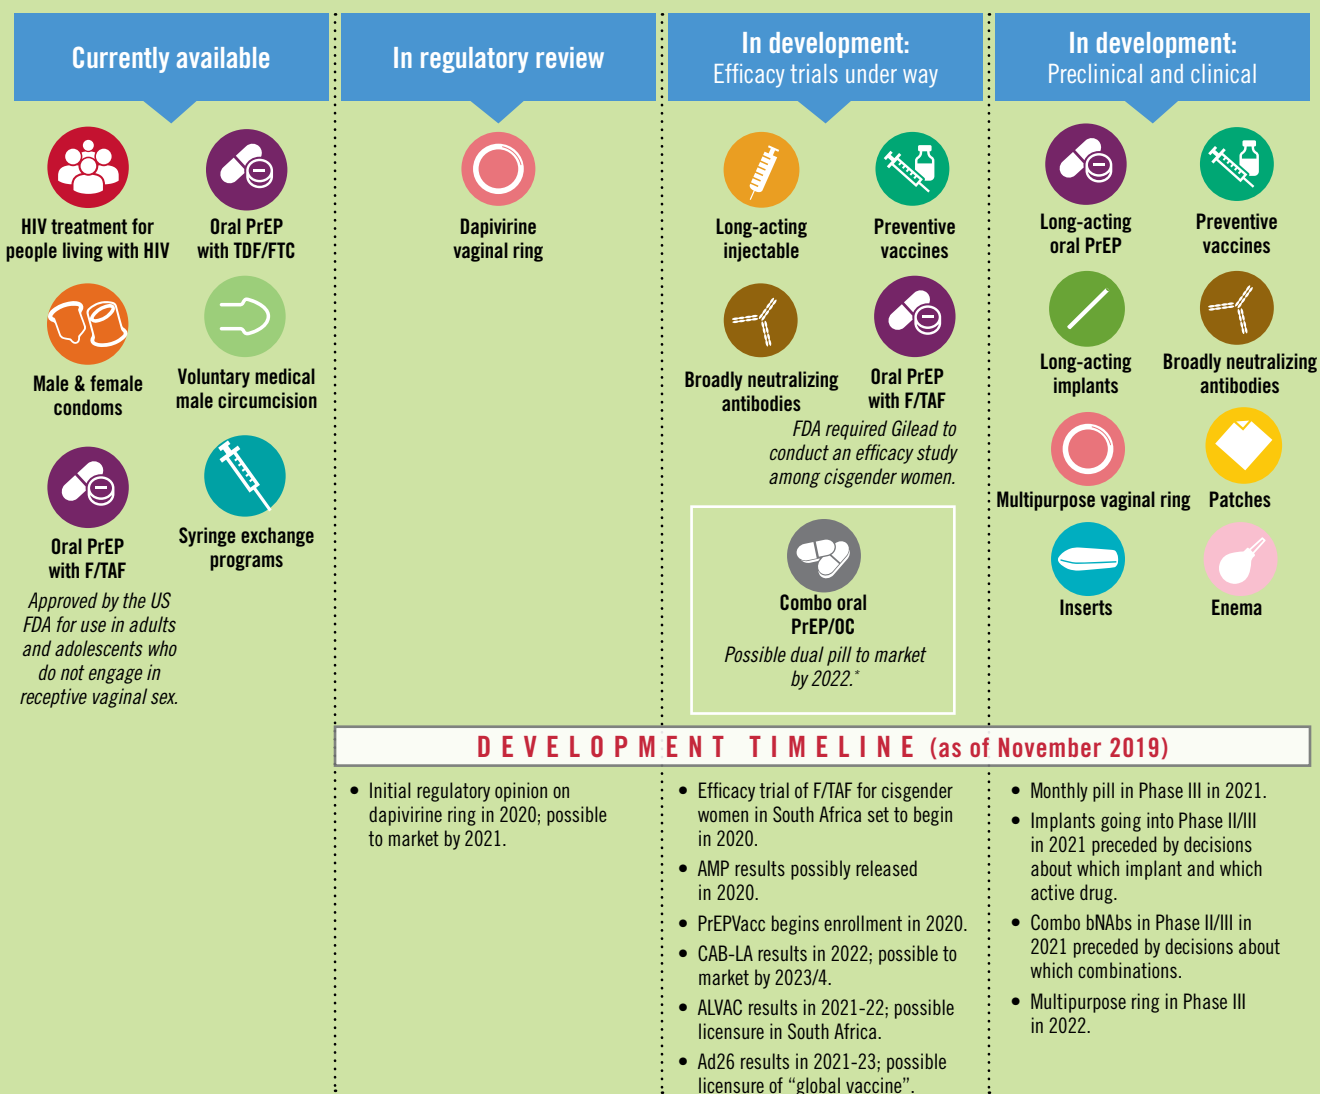 Currently available
HIV treatment for
people living with HIV
Oral PrEP
with TDF/FTC
Male & female
condoms
Voluntary medical
male circumcision
Oral PrEP
with F/TAF
Approved by the US
FDA for use in adults
and adolescents who
do not engage in
receptive vaginal sex.
Syringe exchange
programs
In regulatory review
Dapivirine
vaginal ring
In development:
Efficacy trials under way
Long-acting
injectable
Preventive
vaccines
Broadly neutralizing
antibodies
Oral PrEP
with F/TAF
FDA required Gilead to
conduct an efficacy study
among cisgender women.
Combo oral
PrEP/OC
Possible dual pill to market
by 2022.*
In development:
Preclinical and clinical
Long-acting
oral PrEP
Preventive
vaccines
Long-acting
implants
Broadly neutralizing
antibodies
Multipurpose vaginal ring
Patches
Inserts
Enema
DEVELOPMENT TIMELINE (as of November 2019)
• Initial regulatory opinion on
dapivirine ring in 2020; possible
to market by 2021.
• Efficacy trial of F/TAF for cisgender
women in South Africa set to begin
in 2020.
• AMP results possibly released
in 2020.
• PrEPVacc begins enrollment in 2020.
• CAB-LA results in 2022; possible to
market by 2023/4.
• ALVAC results in 2021-22; possible
licensure in South Africa.
• Ad26 results in 2021-23; possible
licensure of “global vaccine”.
• Monthly pill in Phase III in 2021.
• Implants going into Phase II/III
in 2021 preceded by decisions
about which implant and which
active drug.
• Combo bNAbs in Phase II/III in
2021 preceded by decisions about
which combinations.
• Multipurpose ring in Phase III
in 2022.